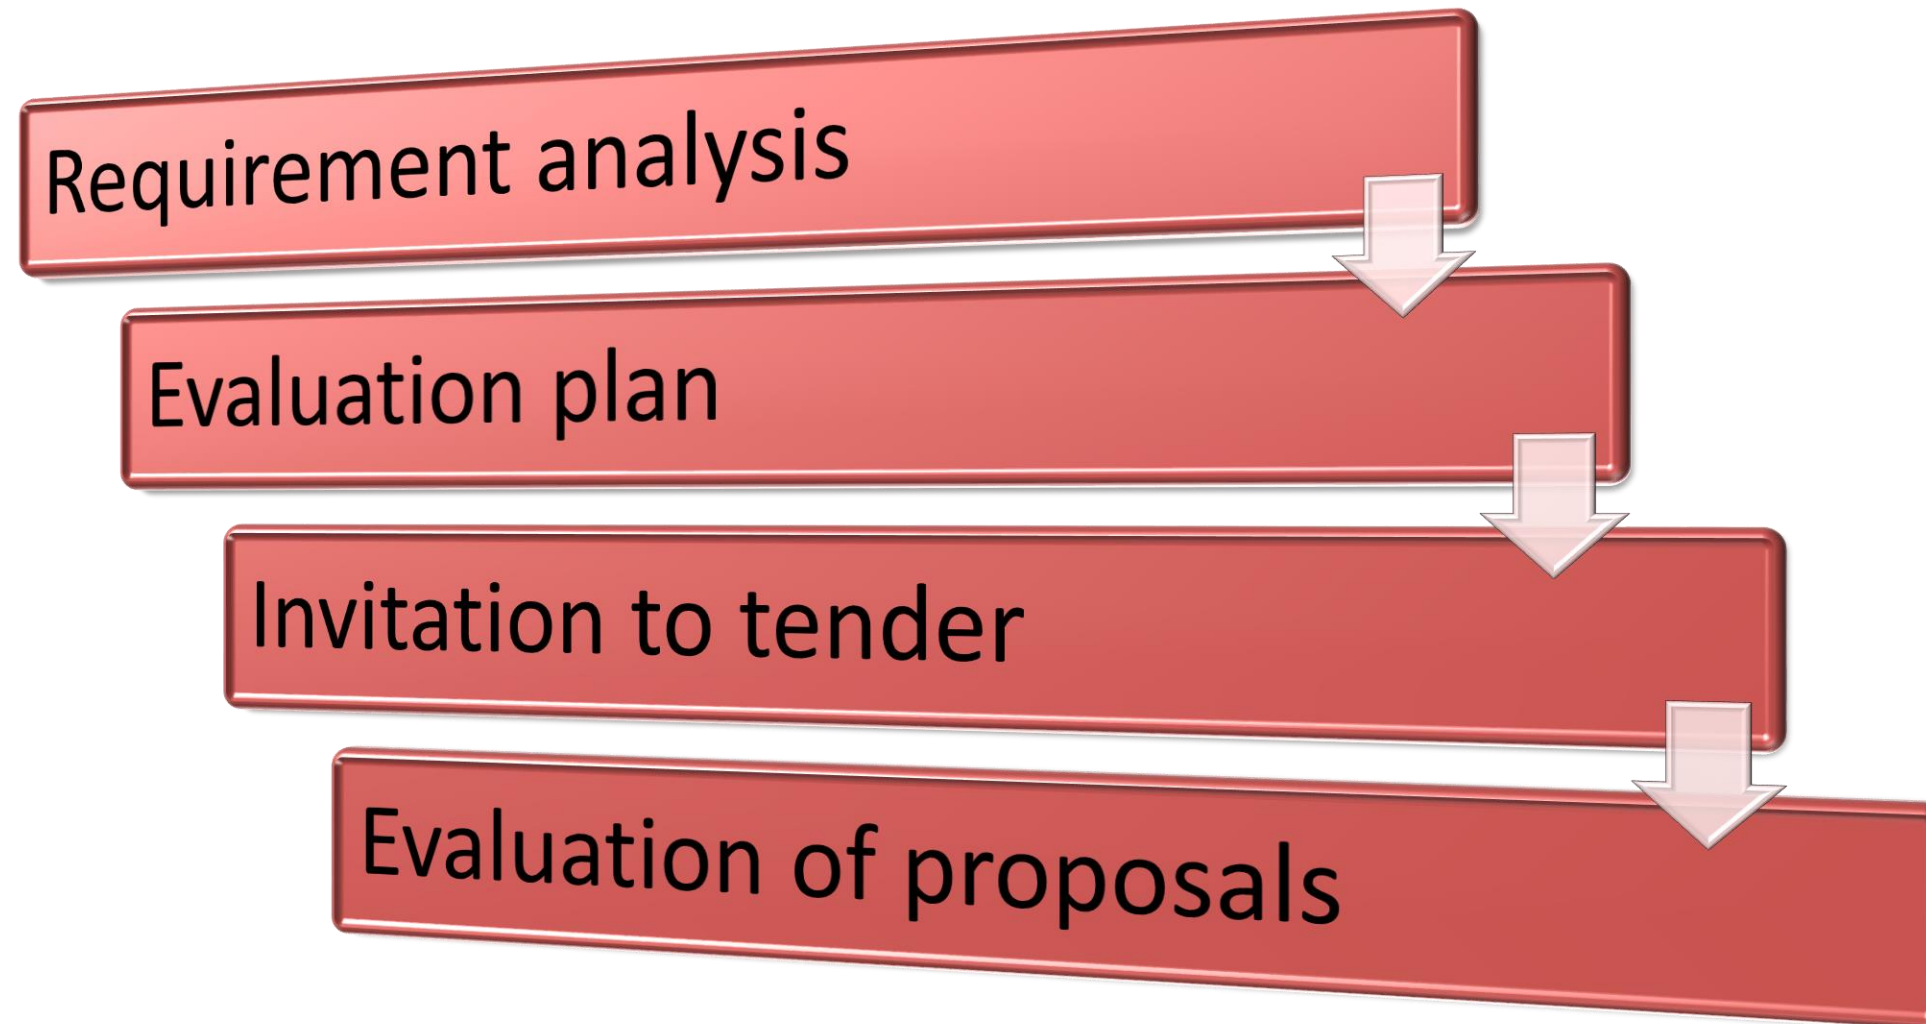 Requirement analysis
Evaluation plan
Invitation to tender
Evaluation of proposals